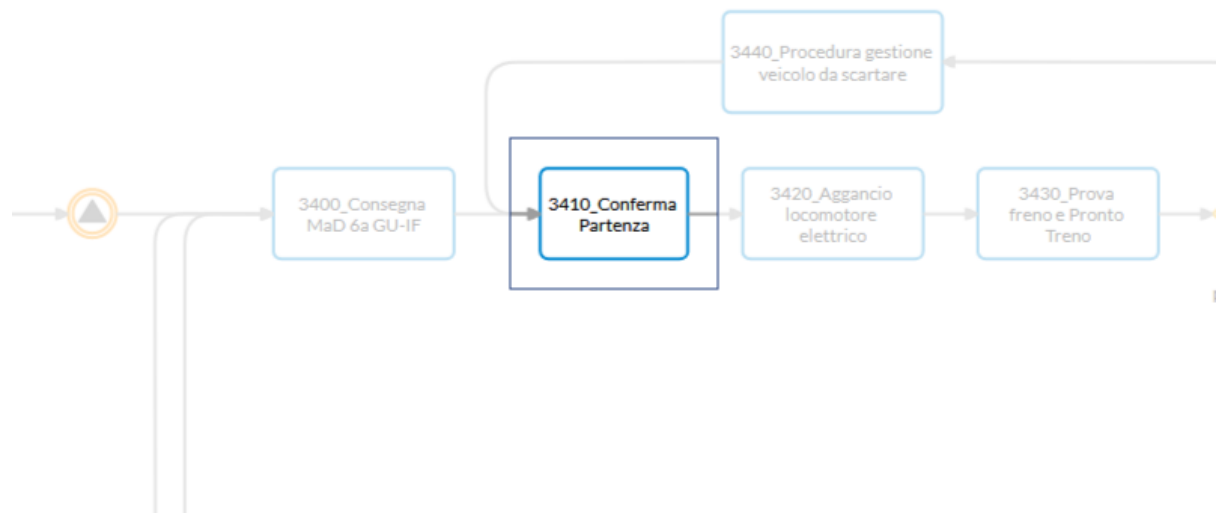 3440_Procedura gestione
veicolo da scartare
3400_Consegna
MaD 6a GU-IF
3410_Conferma
Partenza
3420_Aggancio
locomotore
elettrico
3430_Prova
freno e Pronto
Treno